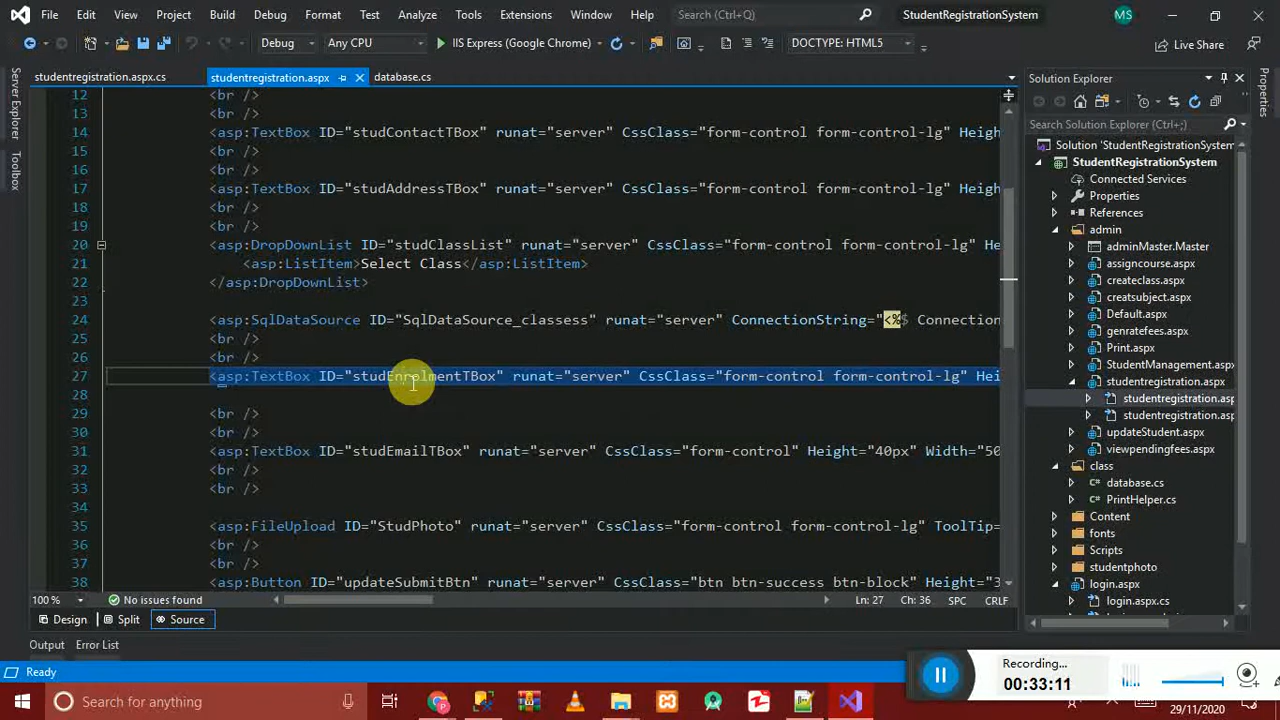 File Edit View Project Build Debug Format Test Analyze Tools Extensions Window Help Search (Ctrl+Q) StudentRegistrationSystem MS
Debug Any CPU IIS Express (Google Chrome) DOCTYPE: HTML5 Live Share
Server Explorer
Toolbox
studentregistration.aspx.cs studentregistration.aspx database.cs
12 <br />
13 <br />
14 <asp:TextBox ID="studContactTBox" runat="server" CssClass="form-control form-control-lg" Heigh
15 <br />
16 <br />
17 <asp:TextBox ID="studAddressTBox" runat="server" CssClass="form-control form-control-lg" Heigh
18 <br />
19 <br />
20 <asp:DropDownList ID="studClassList" runat="server" CssClass="form-control form-control-lg" He
21 <asp:ListItem>Select Class</asp:ListItem>
22 </asp:DropDownList>
23
24 <asp:SqlDataSource ID="SqlDataSource_classess" runat="server" ConnectionString="<%$ Connection
25 <br />
26 <br />
27 <asp:TextBox ID="studEnrolmentTBox" runat="server" CssClass="form-control form-control-lg" Hei
28
29 <br />
30 <br />
31 <asp:TextBox ID="studEmailTBox" runat="server" CssClass="form-control" Height="40px" Width="50
32 <br />
33 <br />
34
35 <asp:FileUpload ID="StudPhoto" runat="server" CssClass="form-control form-control-lg" ToolTip=
36 <br />
37 <br />
38 <asp:Button ID="updateSubmitBtn" runat="server" CssClass="btn btn-success btn-block" Height="3
100 % No issues found Ln: 27 Ch: 36 SPC CRLF
Design Split Source
Output Error List
Ready
Solution Explorer
Search Solution Explorer (Ctrl+;)
Solution 'StudentRegistrationSystem
StudentRegistrationSystem
Connected Services
Properties
References
admin
adminMaster.Master
assigncourse.aspx
createclass.aspx
creatsubject.aspx
Default.aspx
genratefees.aspx
Print.aspx
StudentManagement.aspx
studentregistration.aspx
studentregistration.asp
studentregistration.asp
updateStudent.aspx
viewpendingfees.aspx
class
database.cs
PrintHelper.cs
Content
fonts
Scripts
studentphoto
login.aspx
login.aspx.cs
Properties
Recording...
00:33:11
Search for anything
29/11/2020